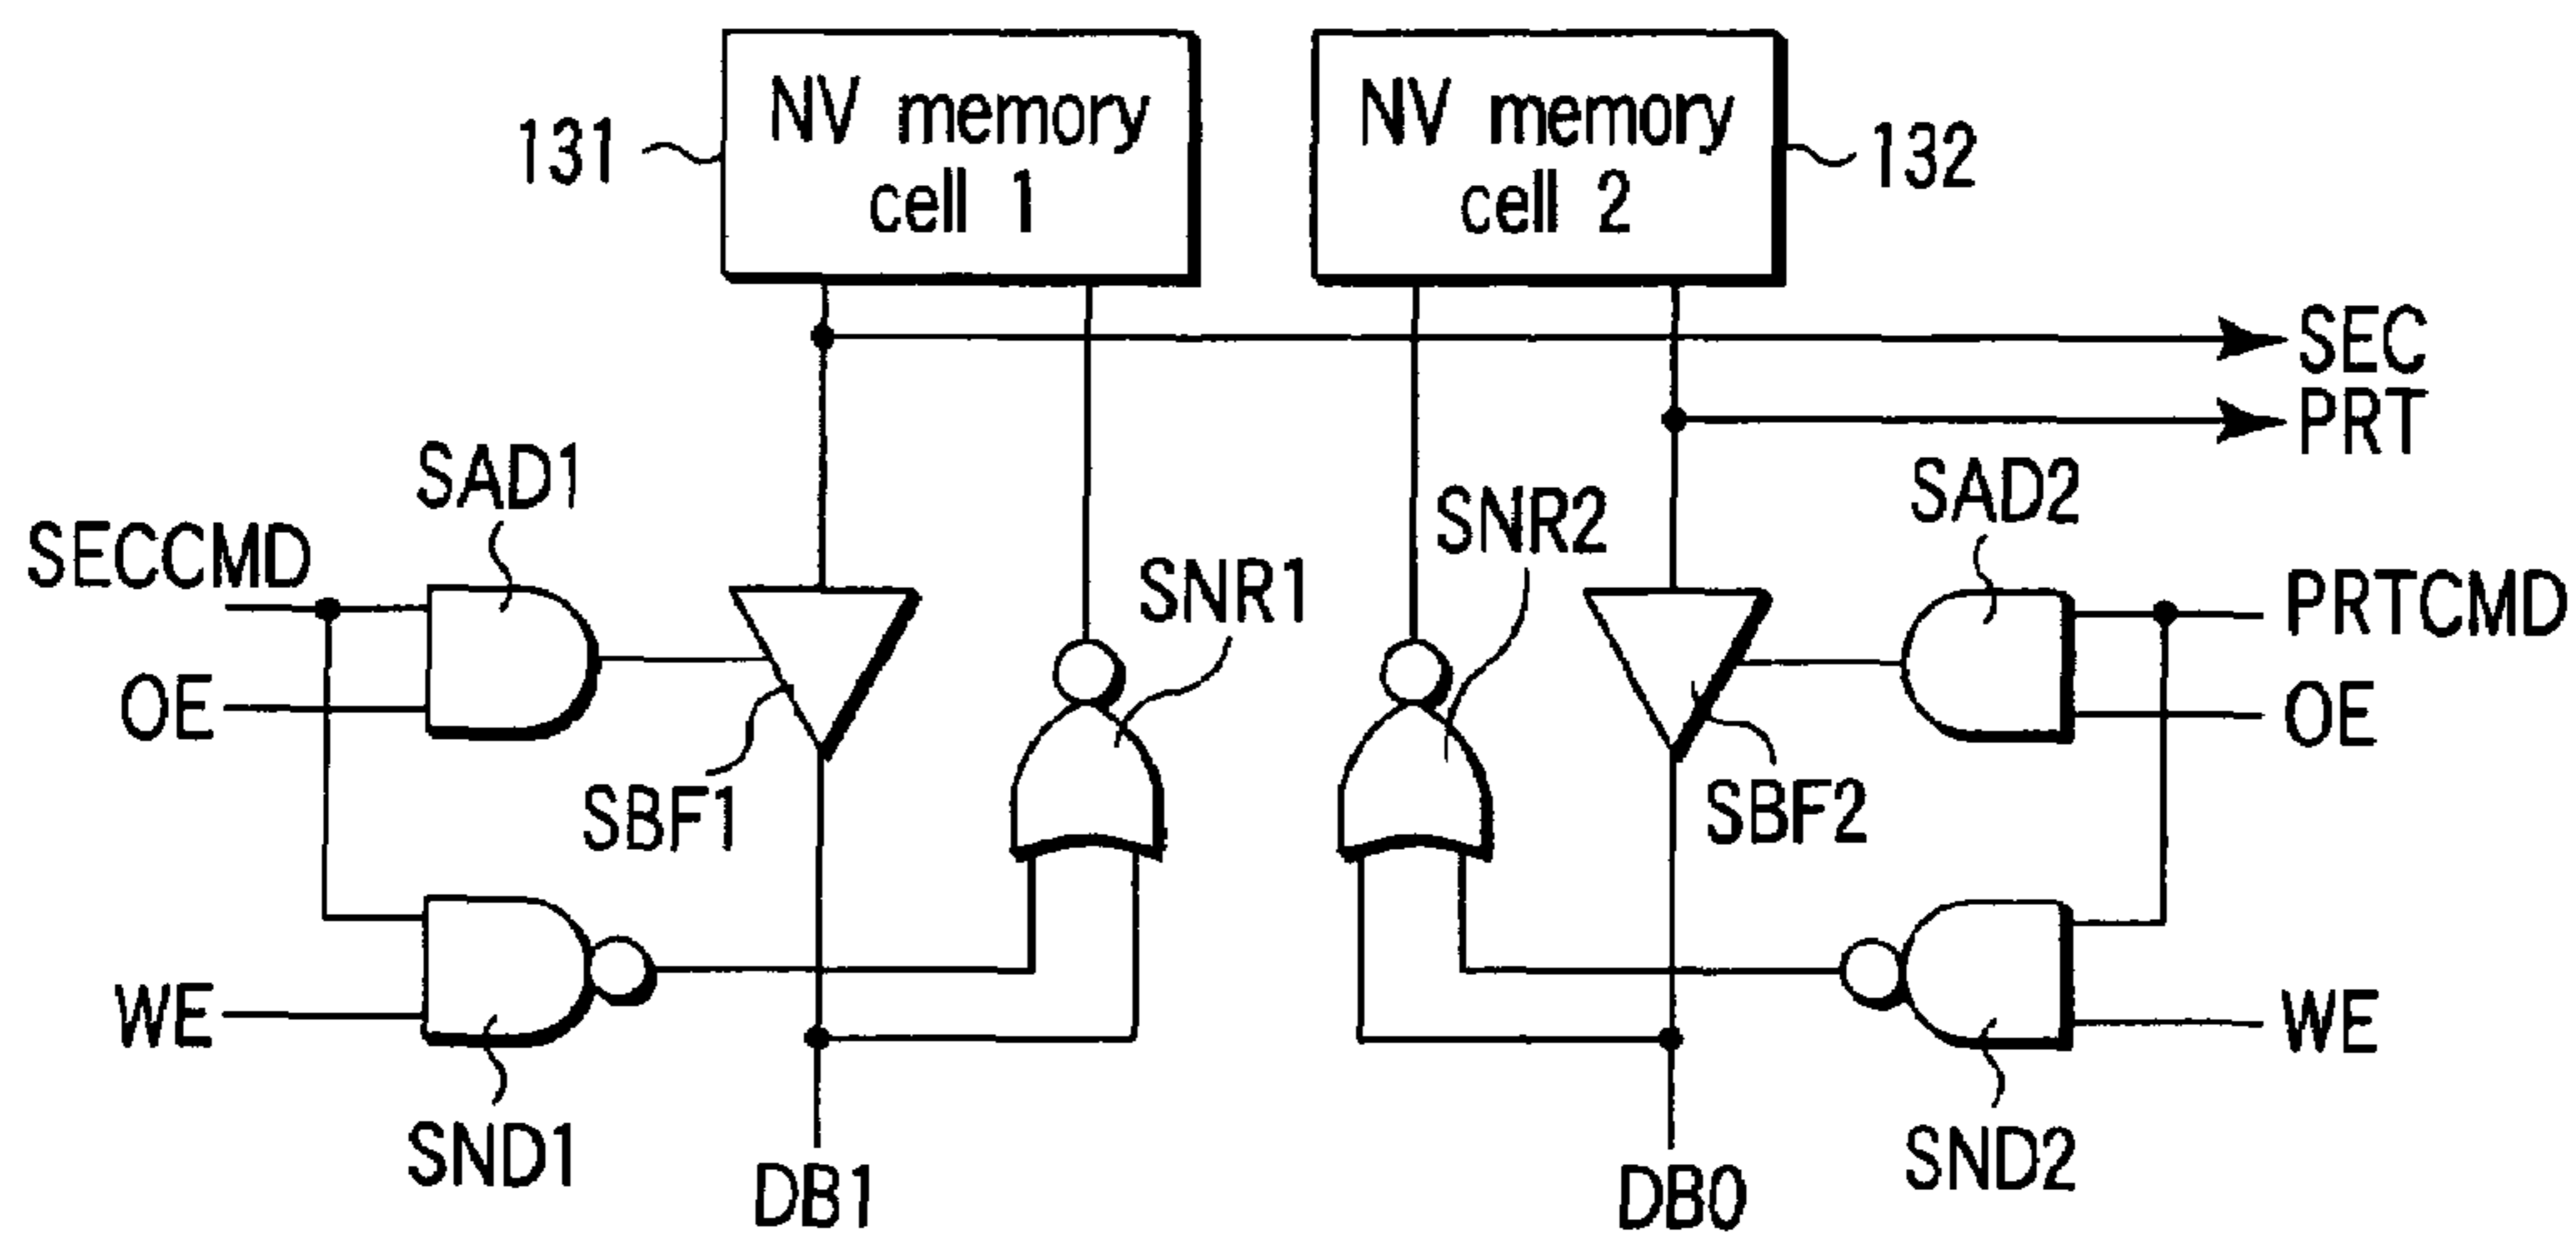 NV memory
cell 1
NV memory
cell 2
131
132
SEC
PRT
SAD1
SAD2
SNR2
SECCMD
SNR1
PRTCMD
OE
OE
SBF1
SBF2
WE
WE
SND1
SND2
DB1
DB0